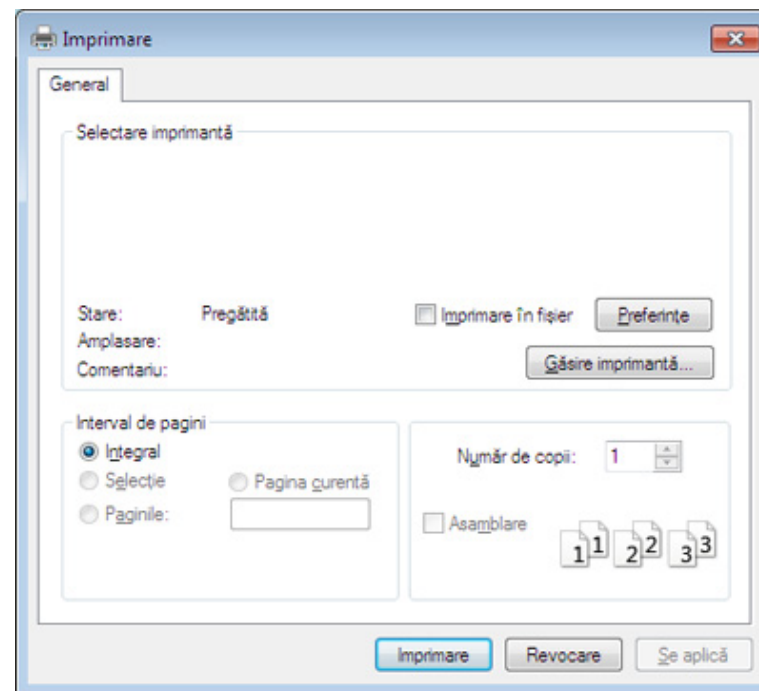 Imprimare
General
Selectare imprimantă
Stare: Pregătită
Imprimare în fișier Preferințe
Amplasare:
Comentariu:
Găsire imprimantă...
Interval de pagini
Integral
Selecție Pagina curentă
Paginile:
Număr de copii: 1
Asamblare
1 1 2 2 3 3
Imprimare Revocare Se aplică